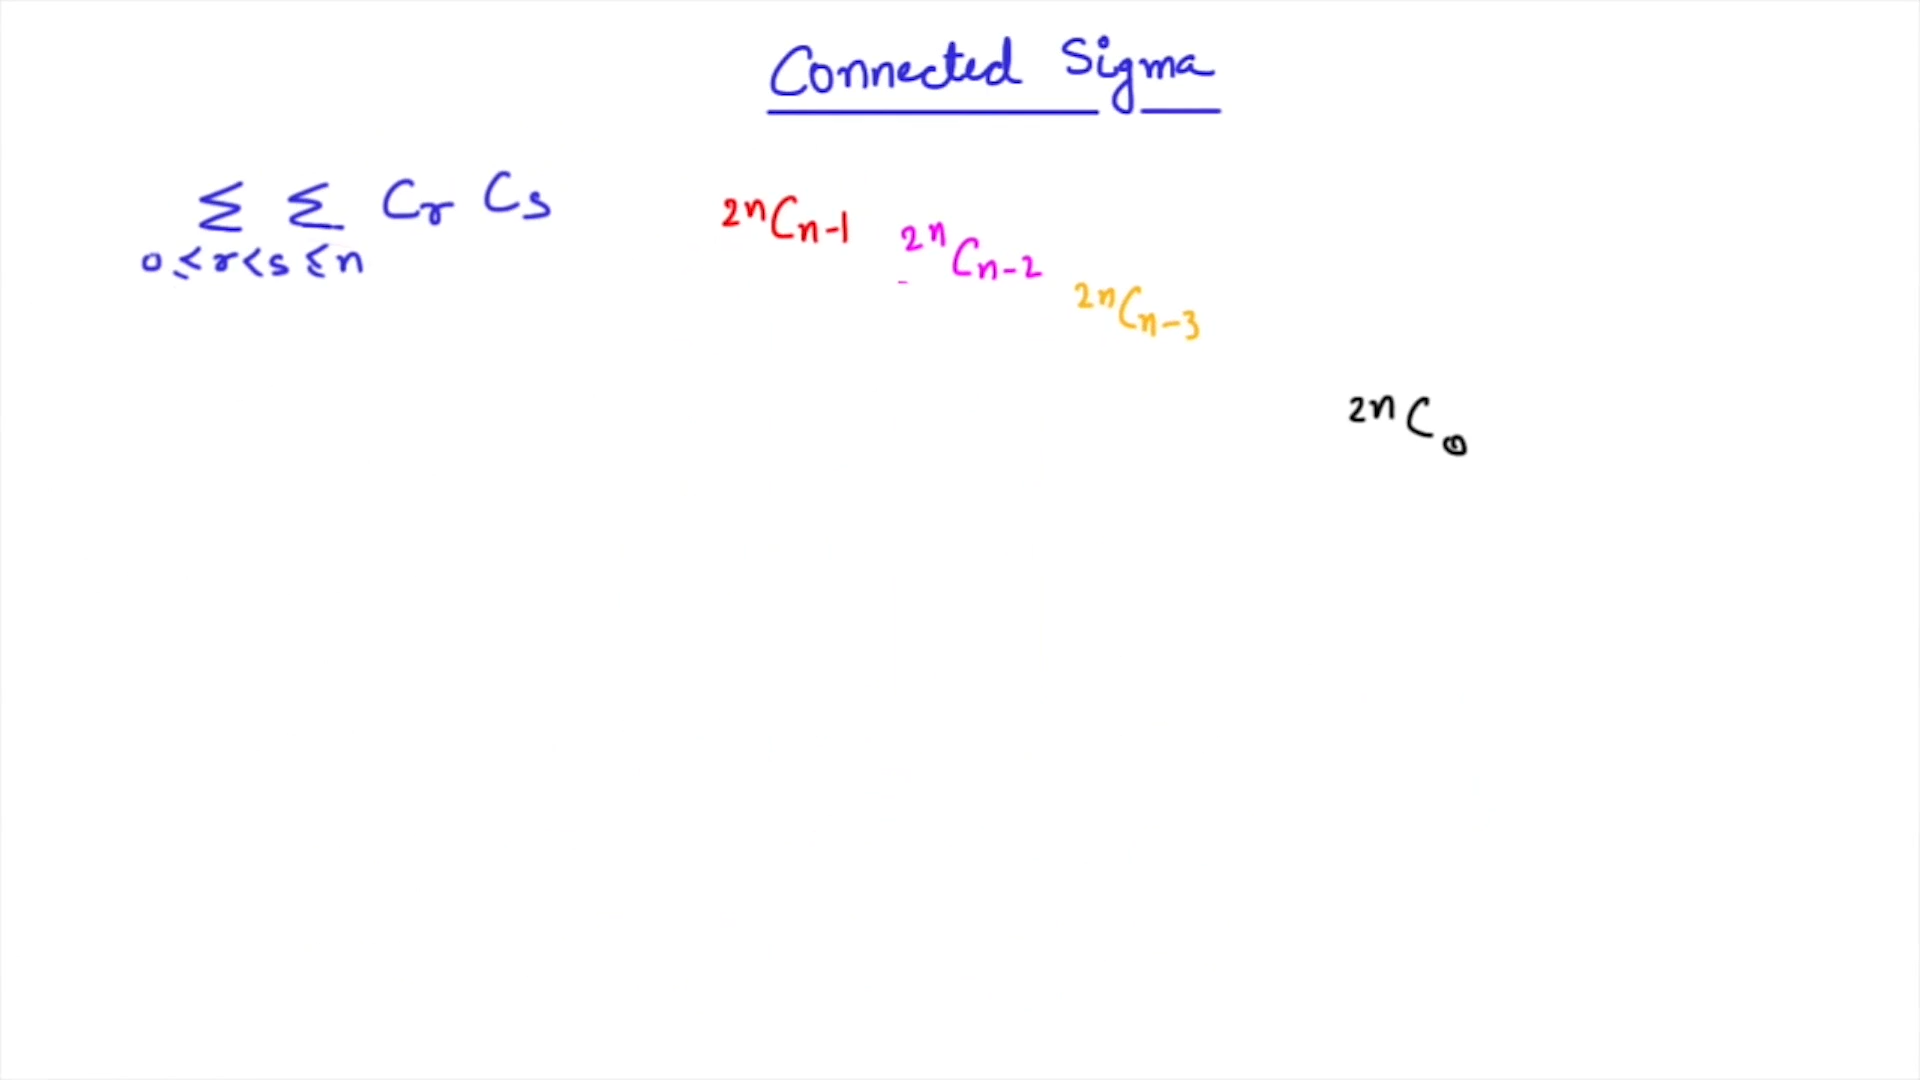 Connected Sigma
Σ Σ Cr Cs
0≤r<s≤n
2nCn-1
2nCn-2
2nCn-3
2nC0